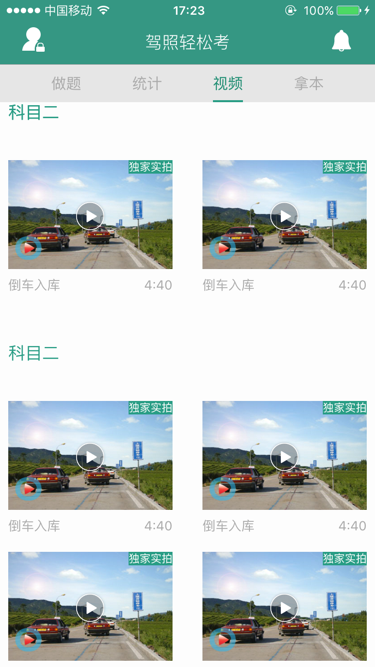 中国移动 17:23 100%
驾照轻松考
做题 统计 视频 拿本
科目二
独家实拍 独家实拍
倒车入库 4:40 倒车入库 4:40
科目二
独家实拍 独家实拍
倒车入库 4:40 倒车入库 4:40
独家实拍 独家实拍